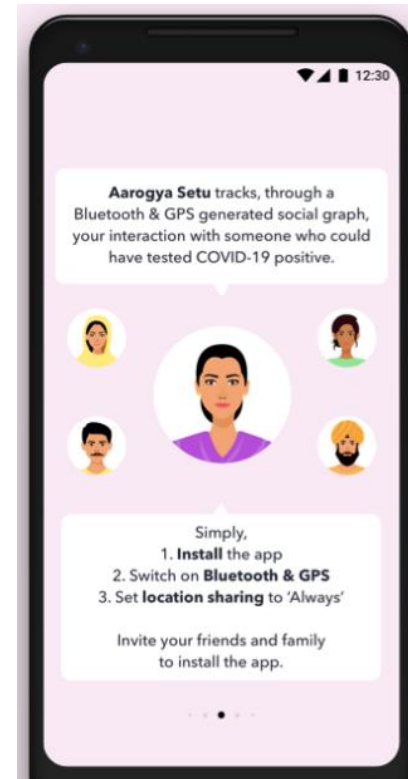 12:30
Aarogya Setu tracks, through a
Bluetooth & GPS generated social graph,
your interaction with someone who could
have tested COVID-19 positive.
Simply,
1. Install the app
2. Switch on Bluetooth & GPS
3. Set location sharing to ‘Always’
Invite your friends and family
to install the app.